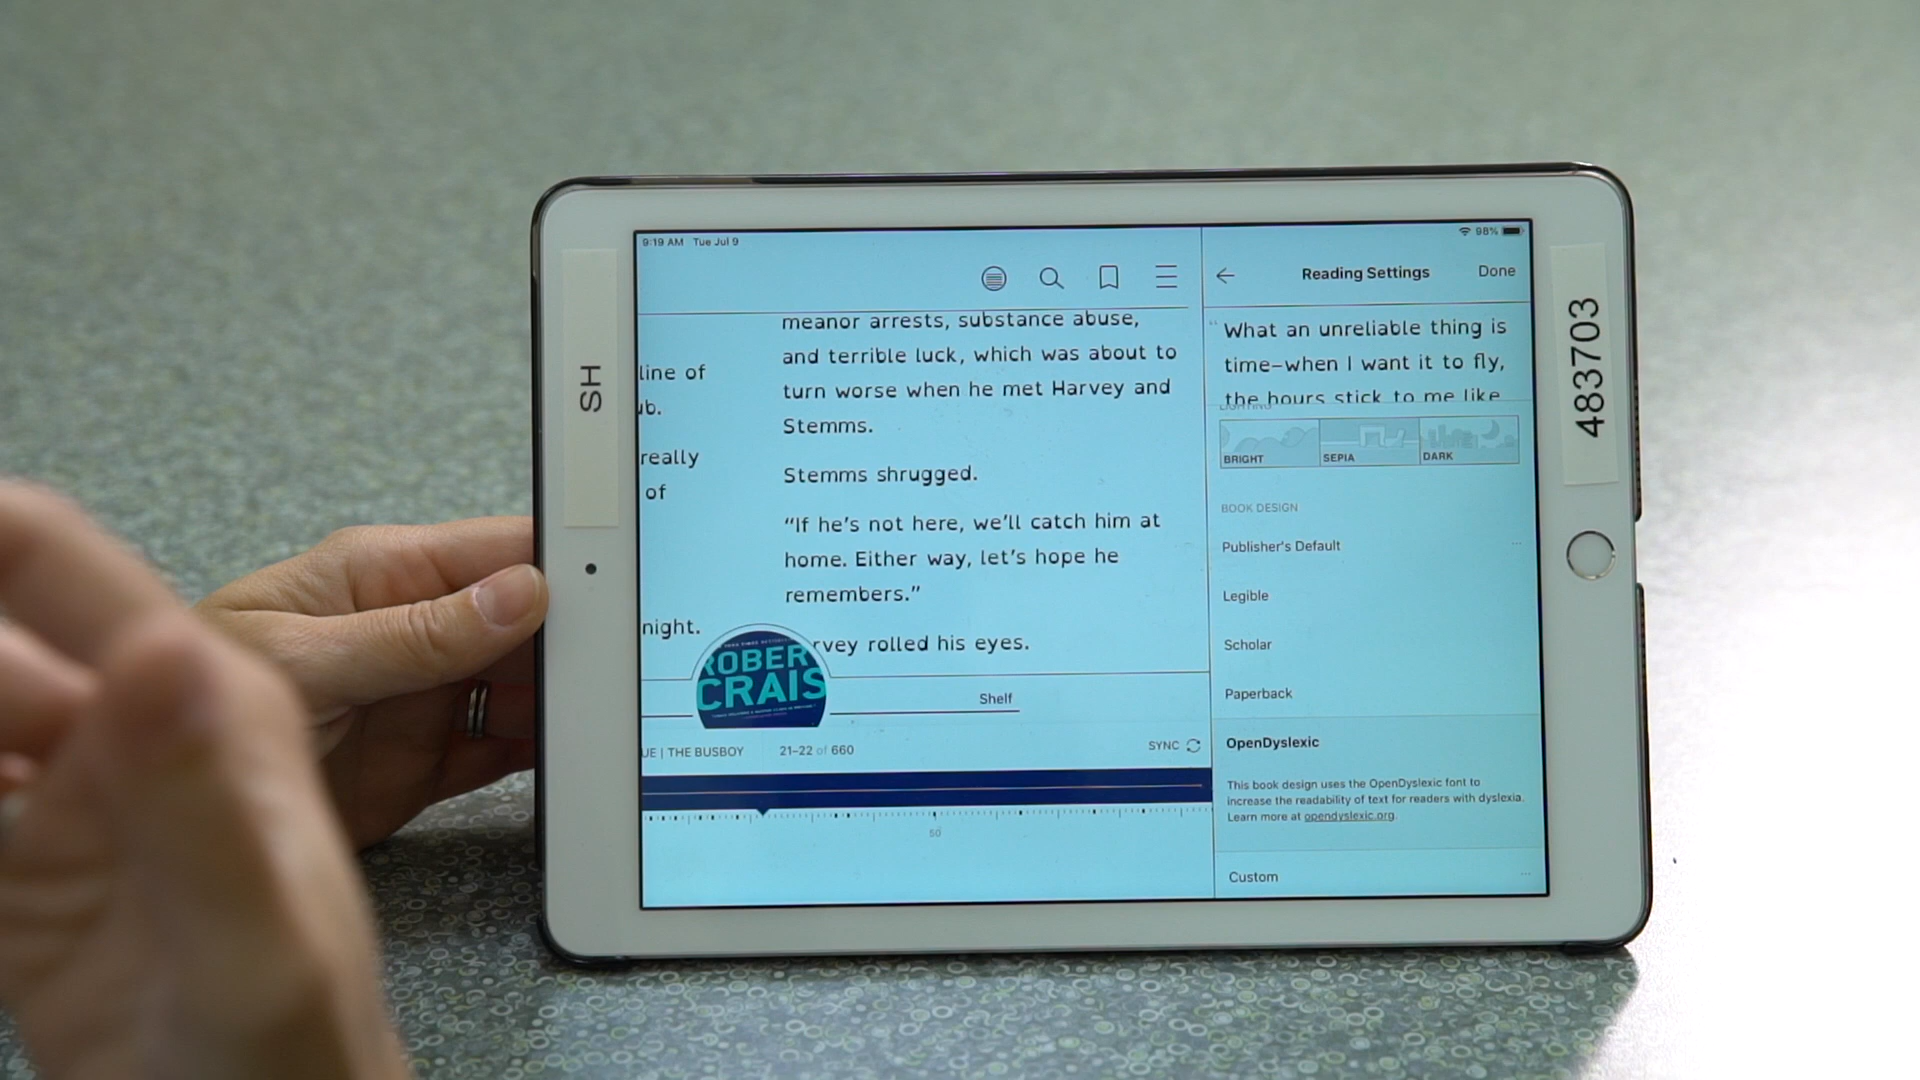 SH
9:19 AM Tue Jul 9
98%
line of
ub.
really
of
night.
meanor arrests, substance abuse,
and terrible luck, which was about to
turn worse when he met Harvey and
Stemms.
Stemms shrugged.
“If he’s not here, we’ll catch him at
home. Either way, let’s hope he
remembers.”
rvey rolled his eyes.
ROBER
CRAIS
Shelf
UE | THE BUSBOY
21–22 of 660
SYNC
50
Reading Settings
Done
“What an unreliable thing is
time–when I want it to fly,
the hours stick to me like
LIGHTING
BRIGHT
SEPIA
DARK
BOOK DESIGN
Publisher's Default
Legible
Scholar
Paperback
OpenDyslexic
This book design uses the OpenDyslexic font to
increase the readability of text for readers with dyslexia.
Learn more at opendyslexic.org.
Custom
483703